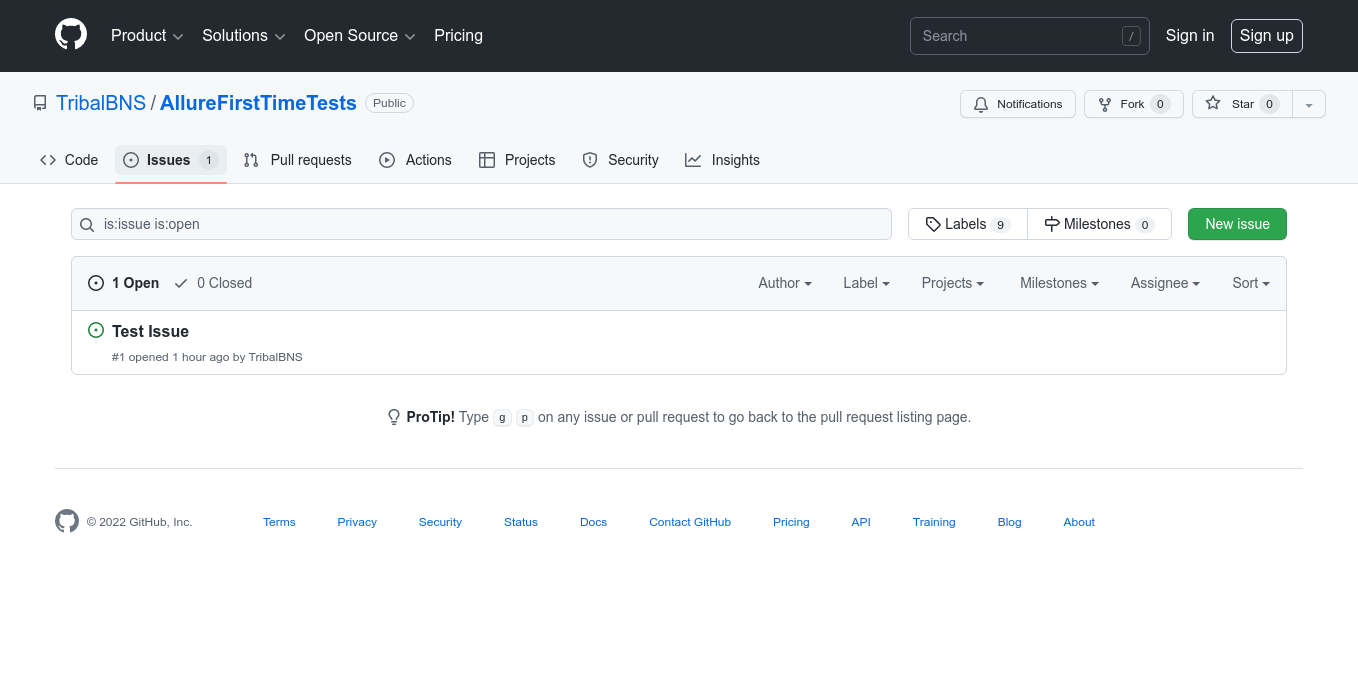 Product Solutions Open Source Pricing Search / Sign in Sign up
TribalBNS / AllureFirstTimeTests Public Notifications Fork 0 Star 0
Code Issues 1 Pull requests Actions Projects Security Insights
is:issue is:open Labels 9 Milestones 0 New issue
1 Open 0 Closed Author Label Projects Milestones Assignee Sort
Test Issue
#1 opened 1 hour ago by TribalBNS
ProTip! Type g p on any issue or pull request to go back to the pull request listing page.
© 2022 GitHub, Inc. Terms Privacy Security Status Docs Contact GitHub Pricing API Training Blog About